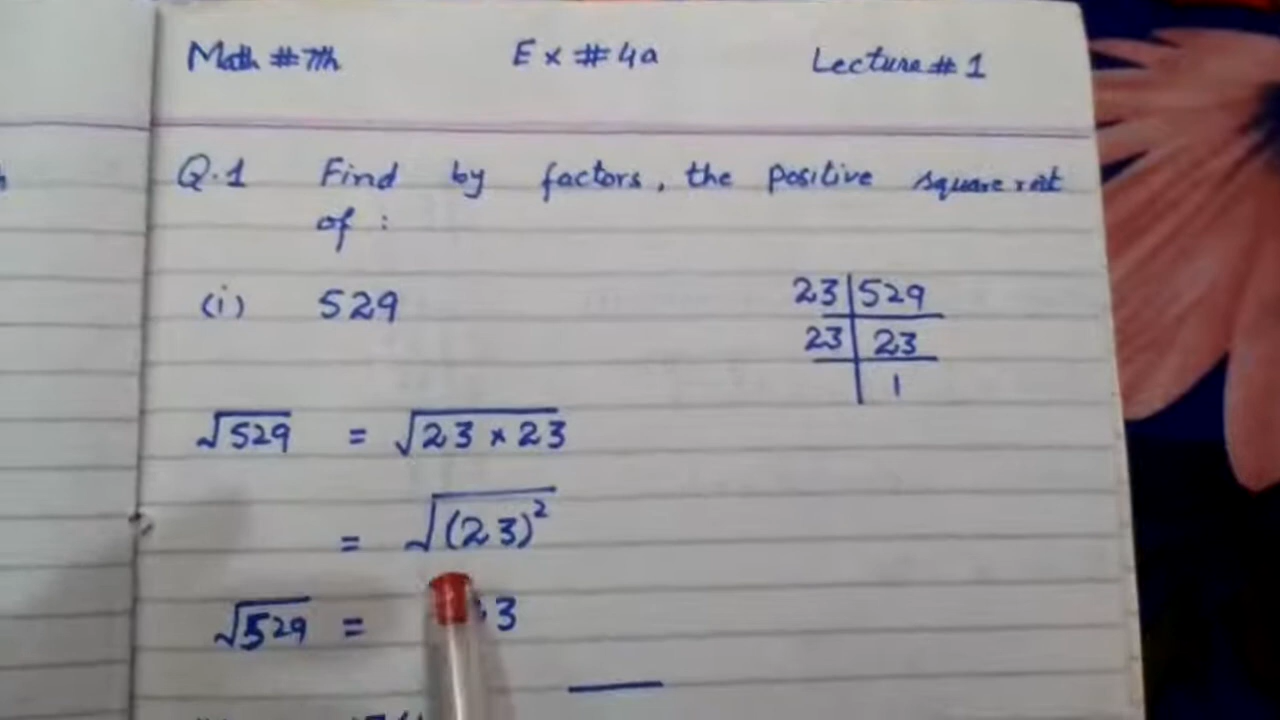 Math # 7th Ex # 4a Lecture # 1
Q.1 Find by factors, the positive square root
of :
(i) 529
23 | 529
23 | 23
| 1
√529 = √23 × 23
= √(23)²
√529 = 3